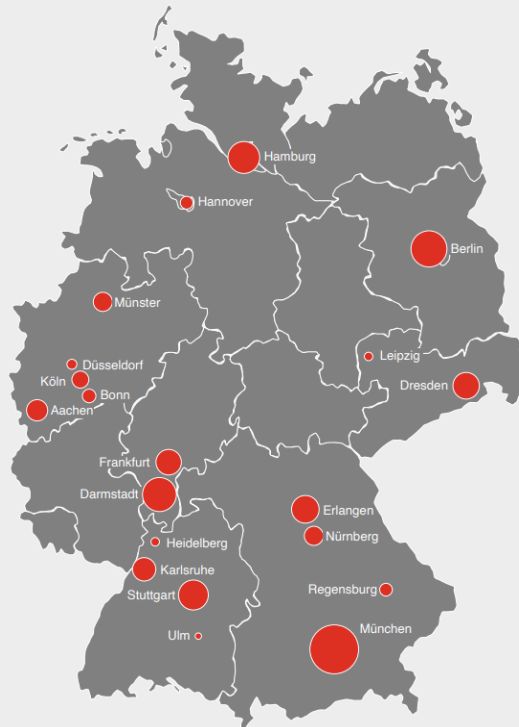 Hamburg
Hannover
Berlin
Münster
Leipzig
Düsseldorf
Köln
Dresden
Bonn
Aachen
Frankfurt
Darmstadt
Erlangen
Nürnberg
Heidelberg
Karlsruhe
Regensburg
Stuttgart
München
Ulm